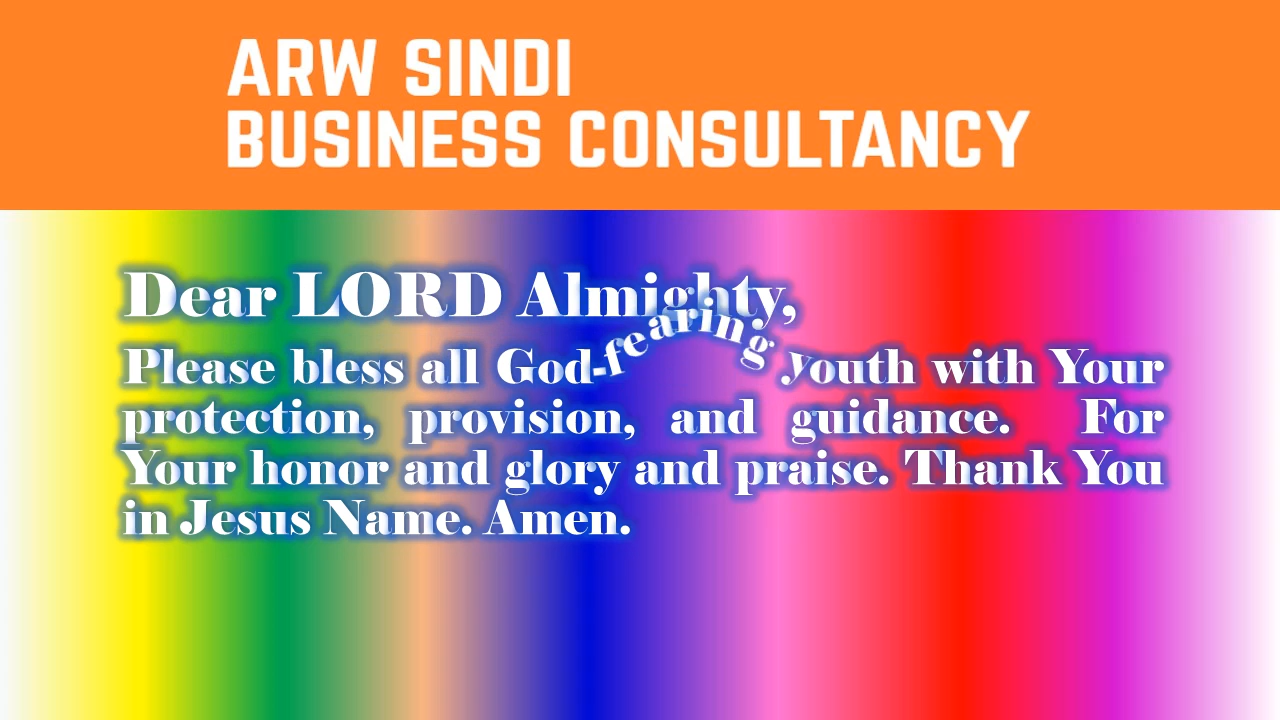 ARW SINDI
BUSINESS CONSULTANCY
Dear LORD Almighty,
Please bless all God-fearing youth with Your
protection, provision, and guidance. For
Your honor and glory and praise. Thank You
in Jesus Name. Amen.